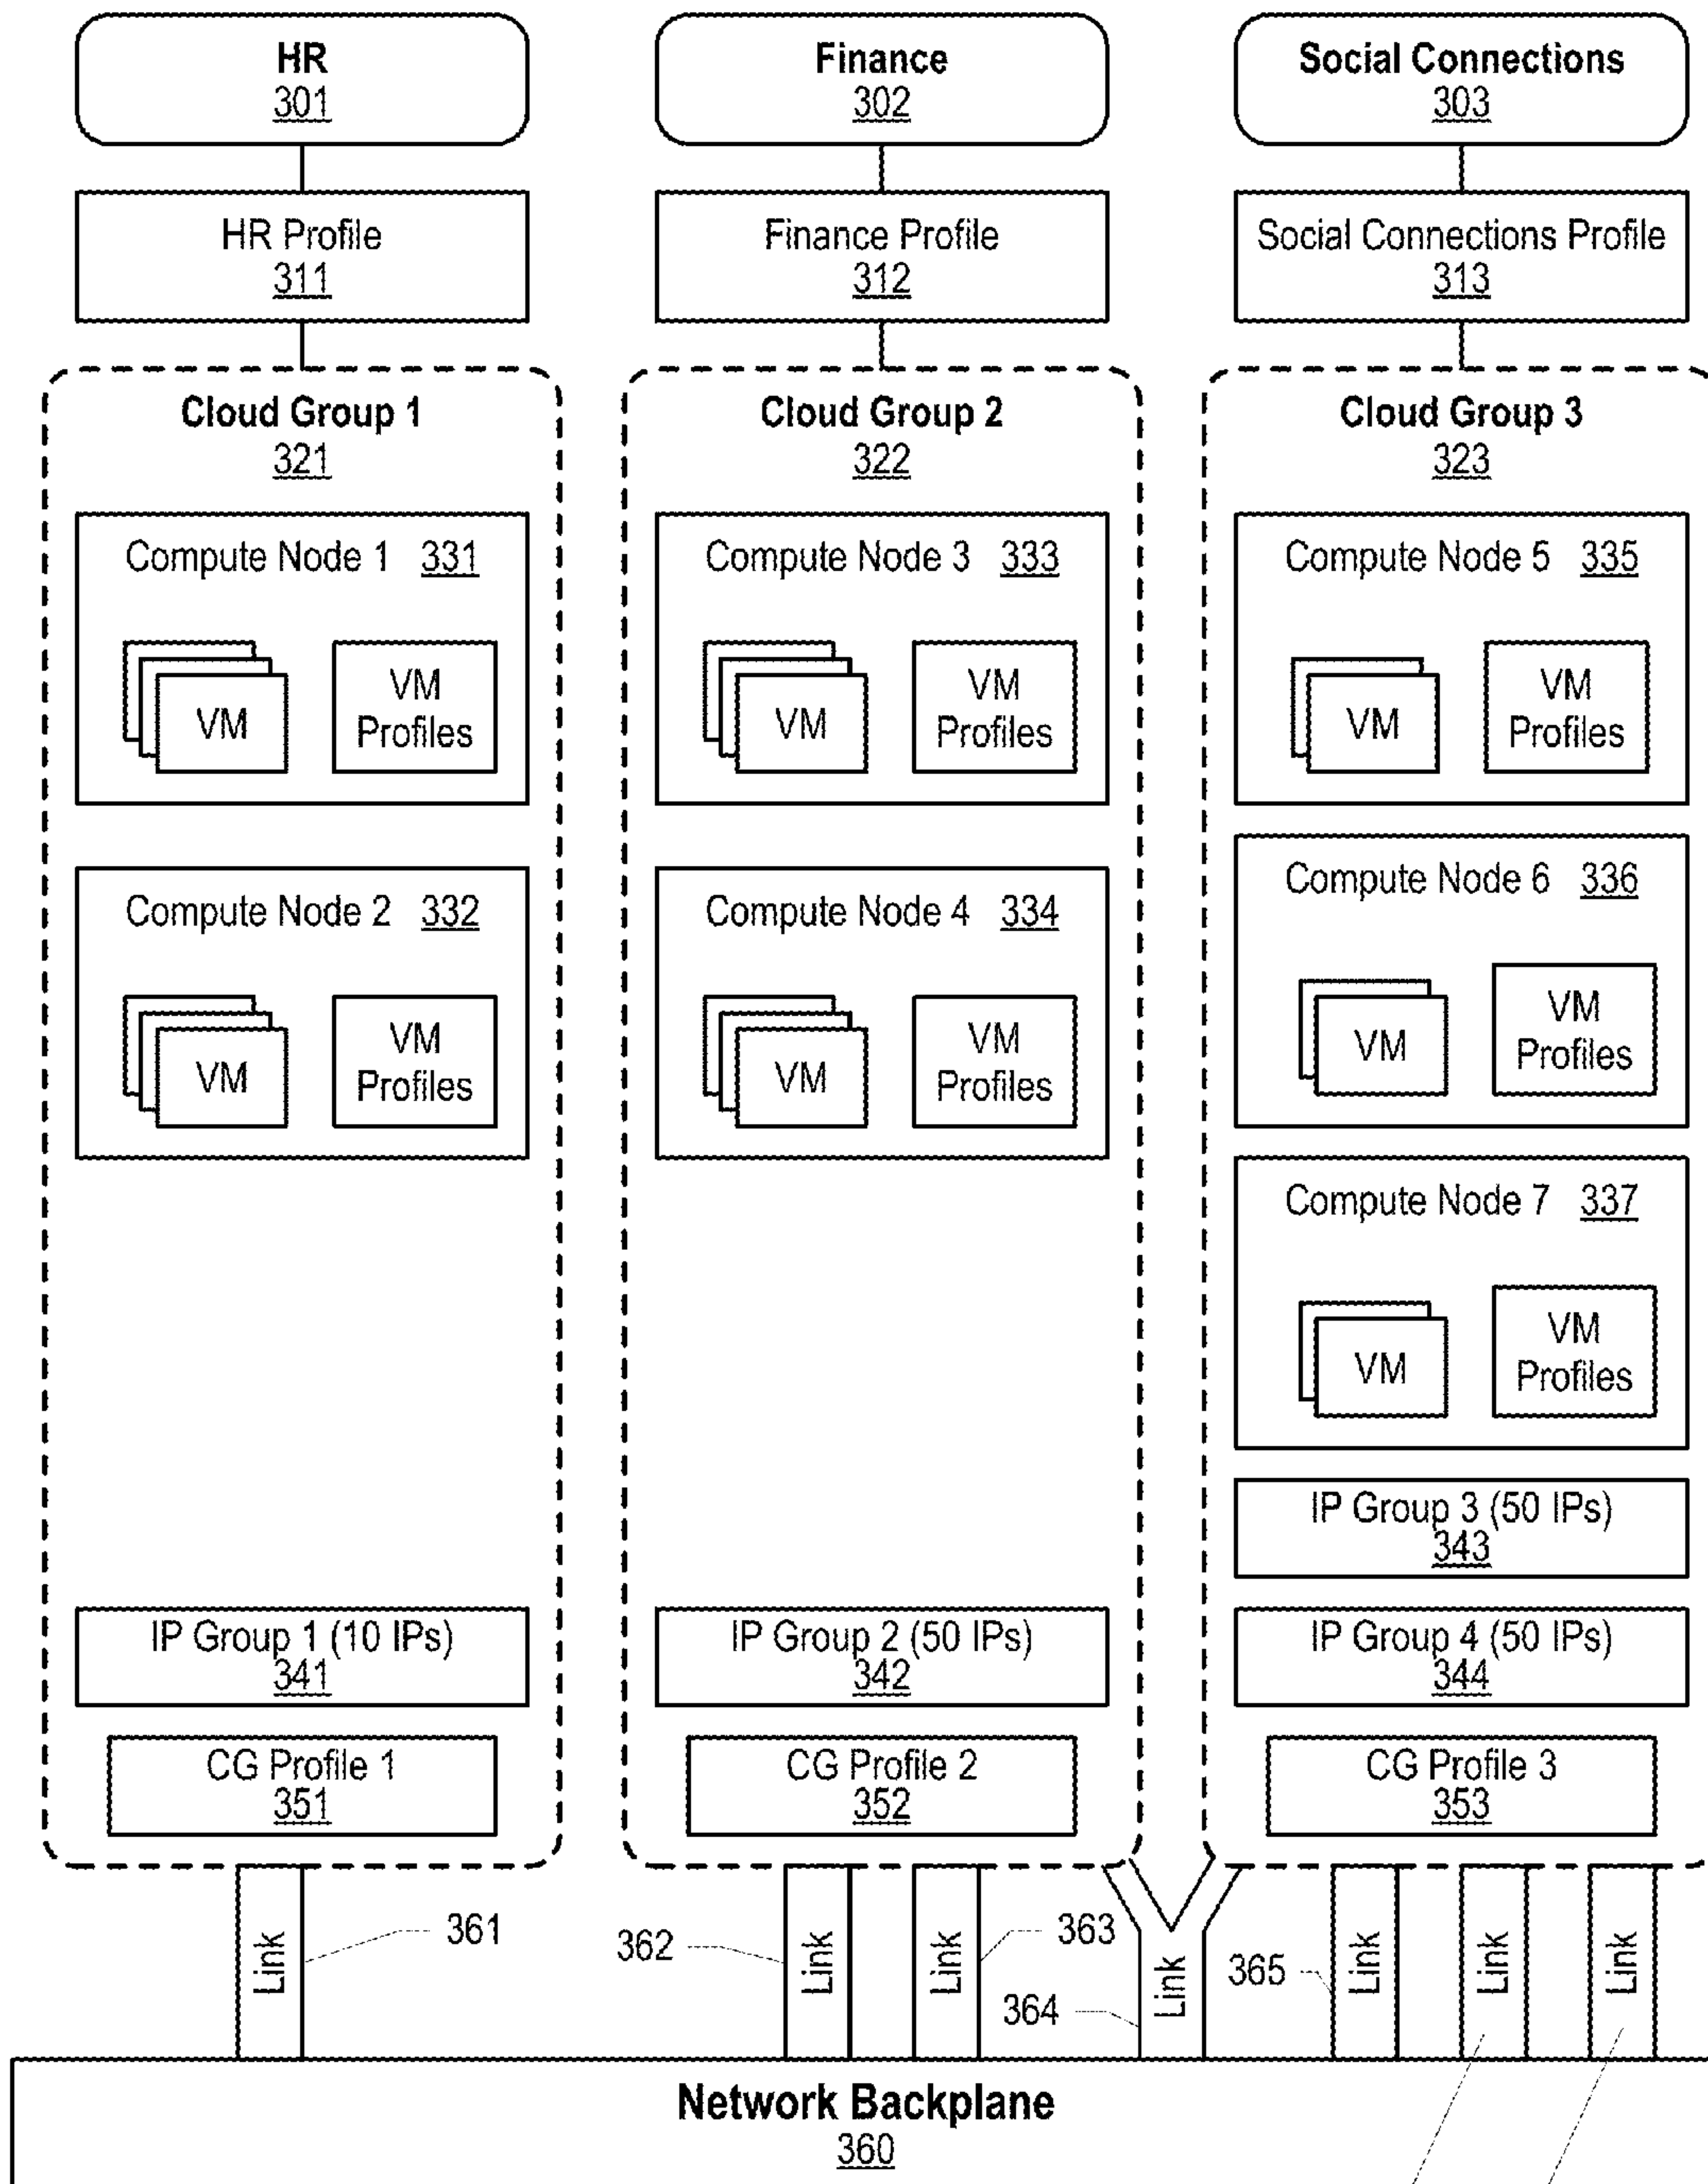 HR
301
Finance
302
Social Connections
303
HR Profile
311
Finance Profile
312
Social Connections Profile
313
Cloud Group 1
321
Compute Node 1 331
VM
VM
Profiles
Compute Node 2 332
VM
VM
Profiles
IP Group 1 (10 IPs)
341
CG Profile 1
351
Cloud Group 2
322
Compute Node 3 333
VM
VM
Profiles
Compute Node 4 334
VM
VM
Profiles
IP Group 2 (50 IPs)
342
CG Profile 2
352
Cloud Group 3
323
Compute Node 5 335
VM
VM
Profiles
Compute Node 6 336
VM
VM
Profiles
Compute Node 7 337
VM
VM
Profiles
IP Group 3 (50 IPs)
343
IP Group 4 (50 IPs)
344
CG Profile 3
353
Link
361
362
Link
Link
363
364
Link
365
Link
Link
Link
Network Backplane
360